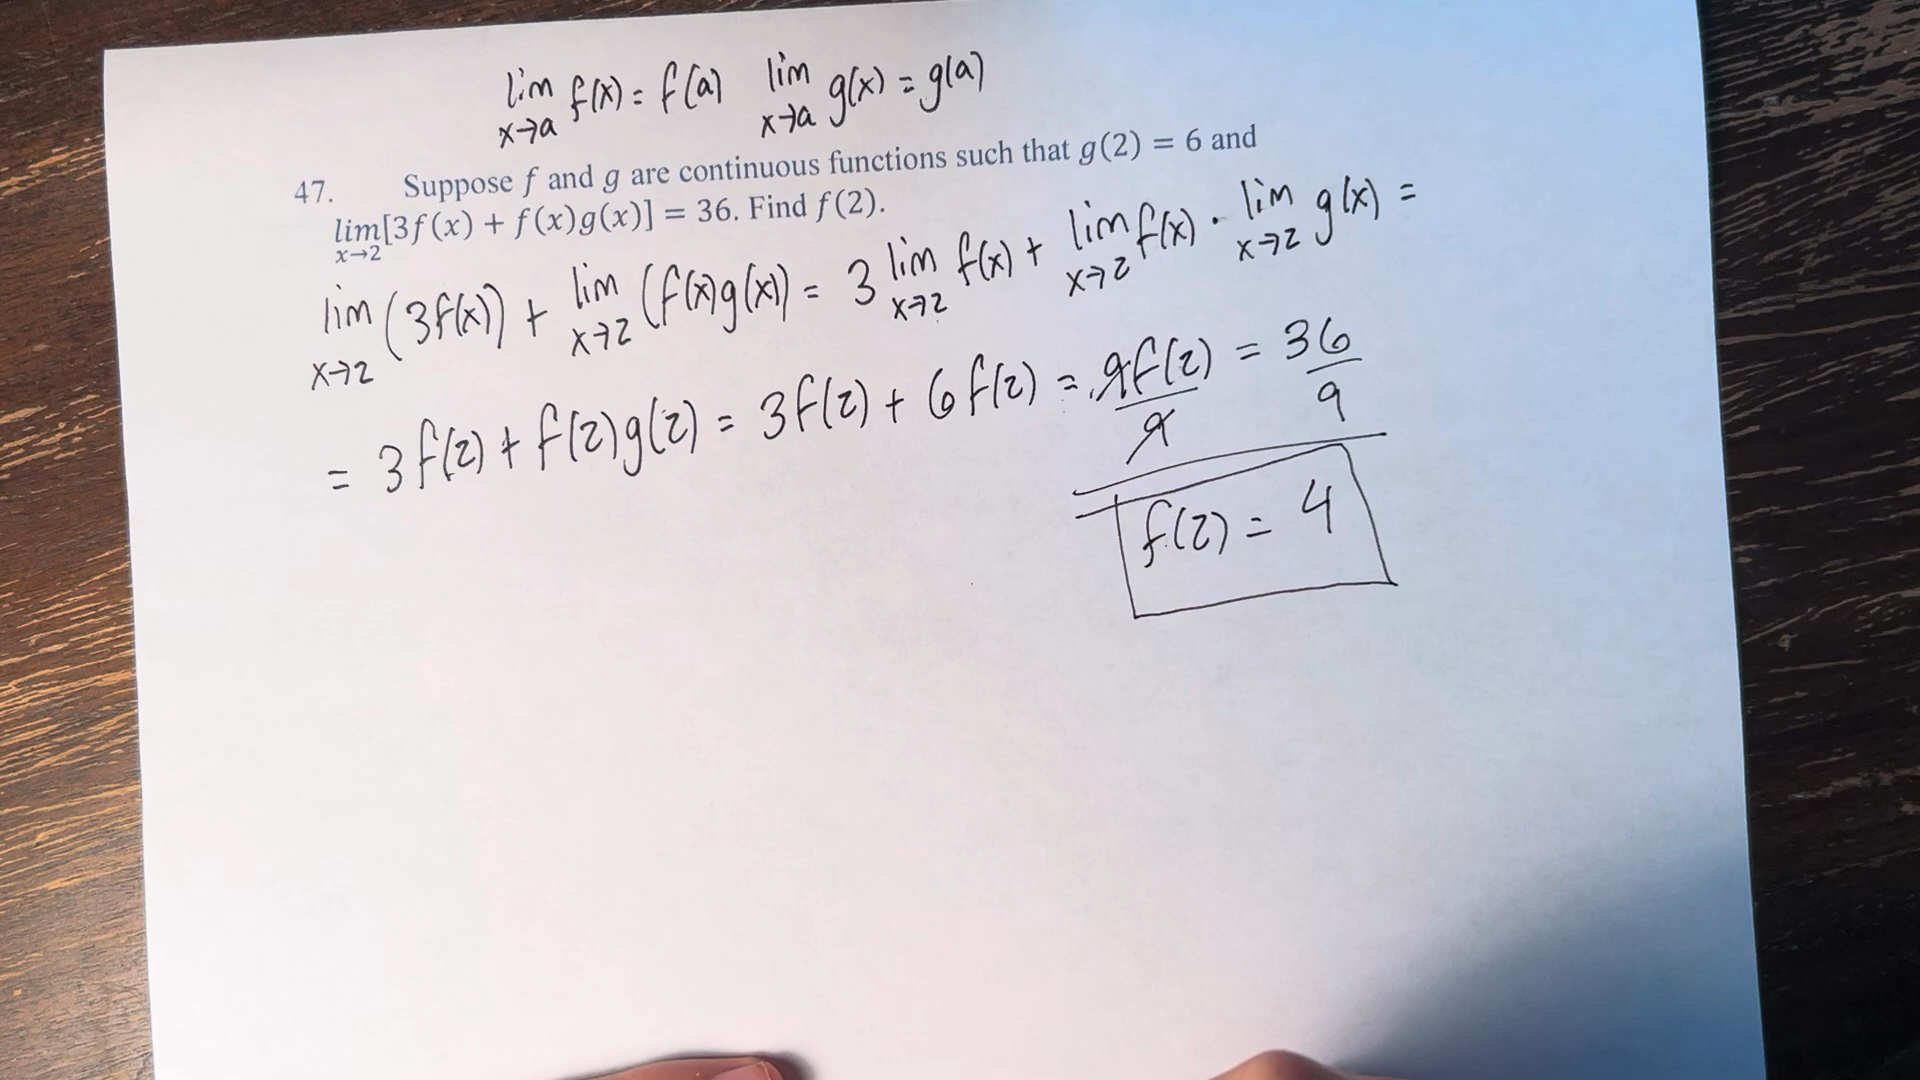 lim x→a f(x) = f(a) lim x→a g(x) = g(a)
47. Suppose f and g are continuous functions such that g(2) = 6 and
lim x→2 [3f(x) + f(x)g(x)] = 36. Find f(2).
lim x→2 (3f(x)) + lim x→2 (f(x)g(x)) = 3 lim x→2 f(x) + lim x→2 f(x) · lim x→2 g(x) =
= 3f(2) + f(2)g(2) = 3f(2) + 6f(2) = 9f(2)/9 = 36/9
f(2) = 4